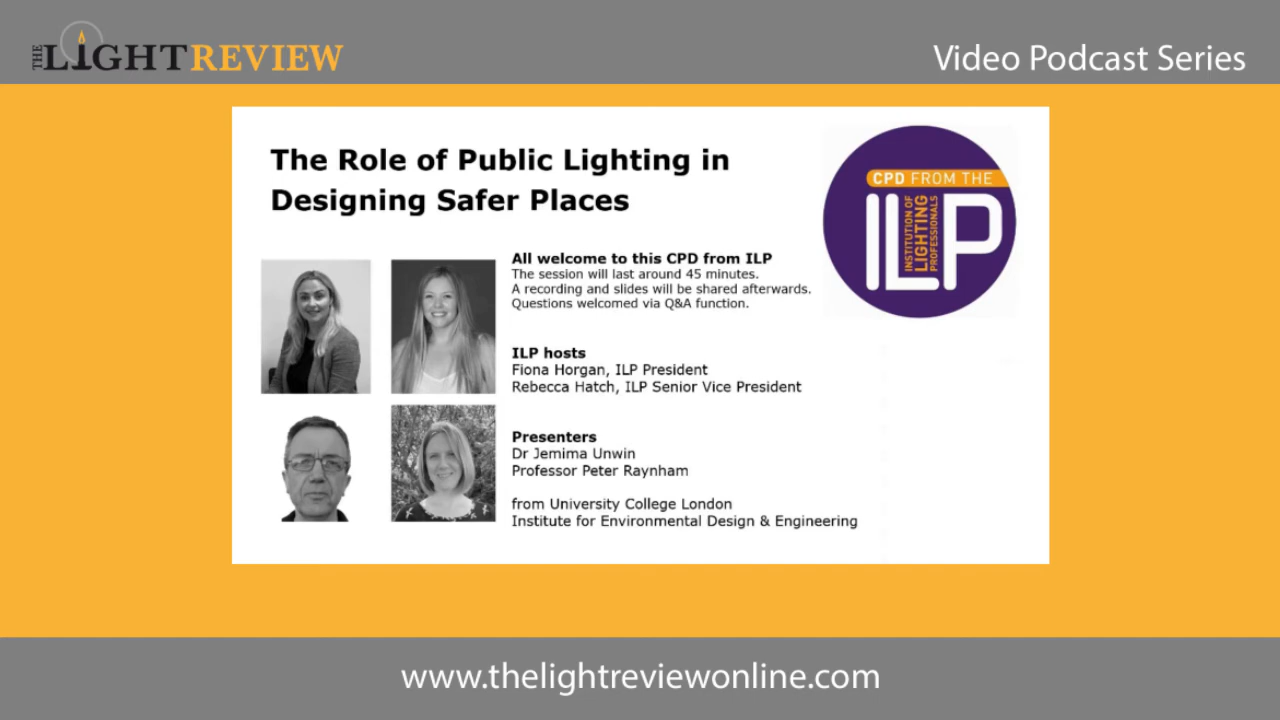 THE LIGHTREVIEW
Video Podcast Series
The Role of Public Lighting in
Designing Safer Places
CPD FROM THE
ILP
INSTITUTION OF
LIGHTING
PROFESSIONALS
All welcome to this CPD from ILP
The session will last around 45 minutes.
A recording and slides will be shared afterwards.
Questions welcomed via Q&A function.
ILP hosts
Fiona Horgan, ILP President
Rebecca Hatch, ILP Senior Vice President
Presenters
Dr Jemima Unwin
Professor Peter Raynham
from University College London
Institute for Environmental Design & Engineering
www.thelightreviewonline.com